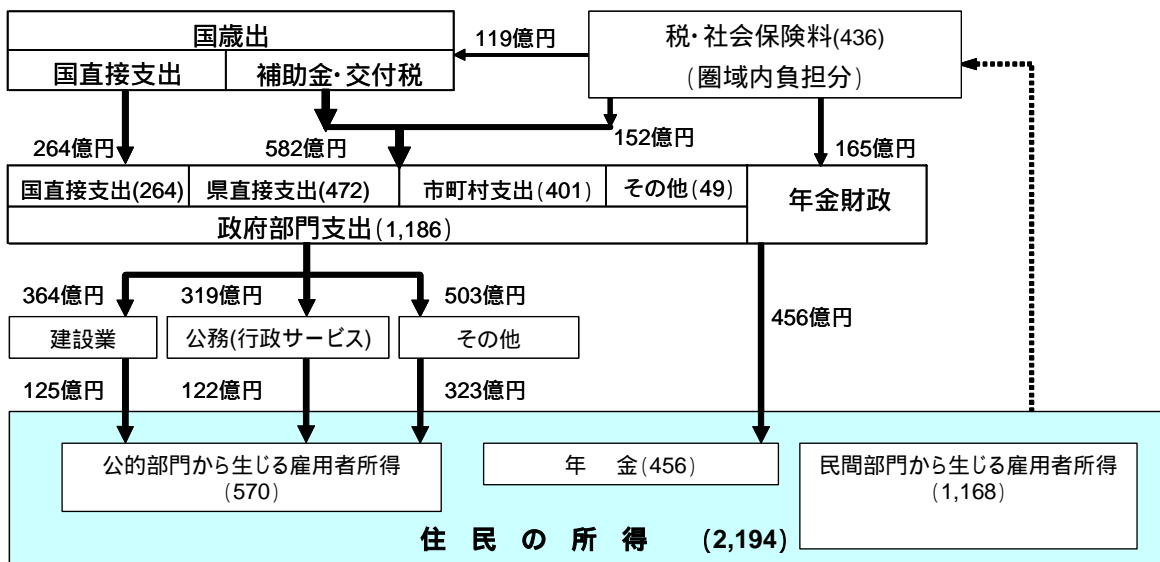 国歳出
国直接支出
補助金・交付税
119億円
税・社会保険料(436)
(圏域内負担分)
264億円
582億円
152億円
165億円
国直接支出(264)
県直接支出(472)
市町村支出(401)
その他(49)
年金財政
政府部門支出(1,186)
364億円
319億円
503億円
456億円
建設業
公務(行政サービス)
その他
125億円
122億円
323億円
公的部門から生じる雇用者所得
(570)
年 金(456)
民間部門から生じる雇用者所得
(1,168)
住 民 の 所 得 (2,194)